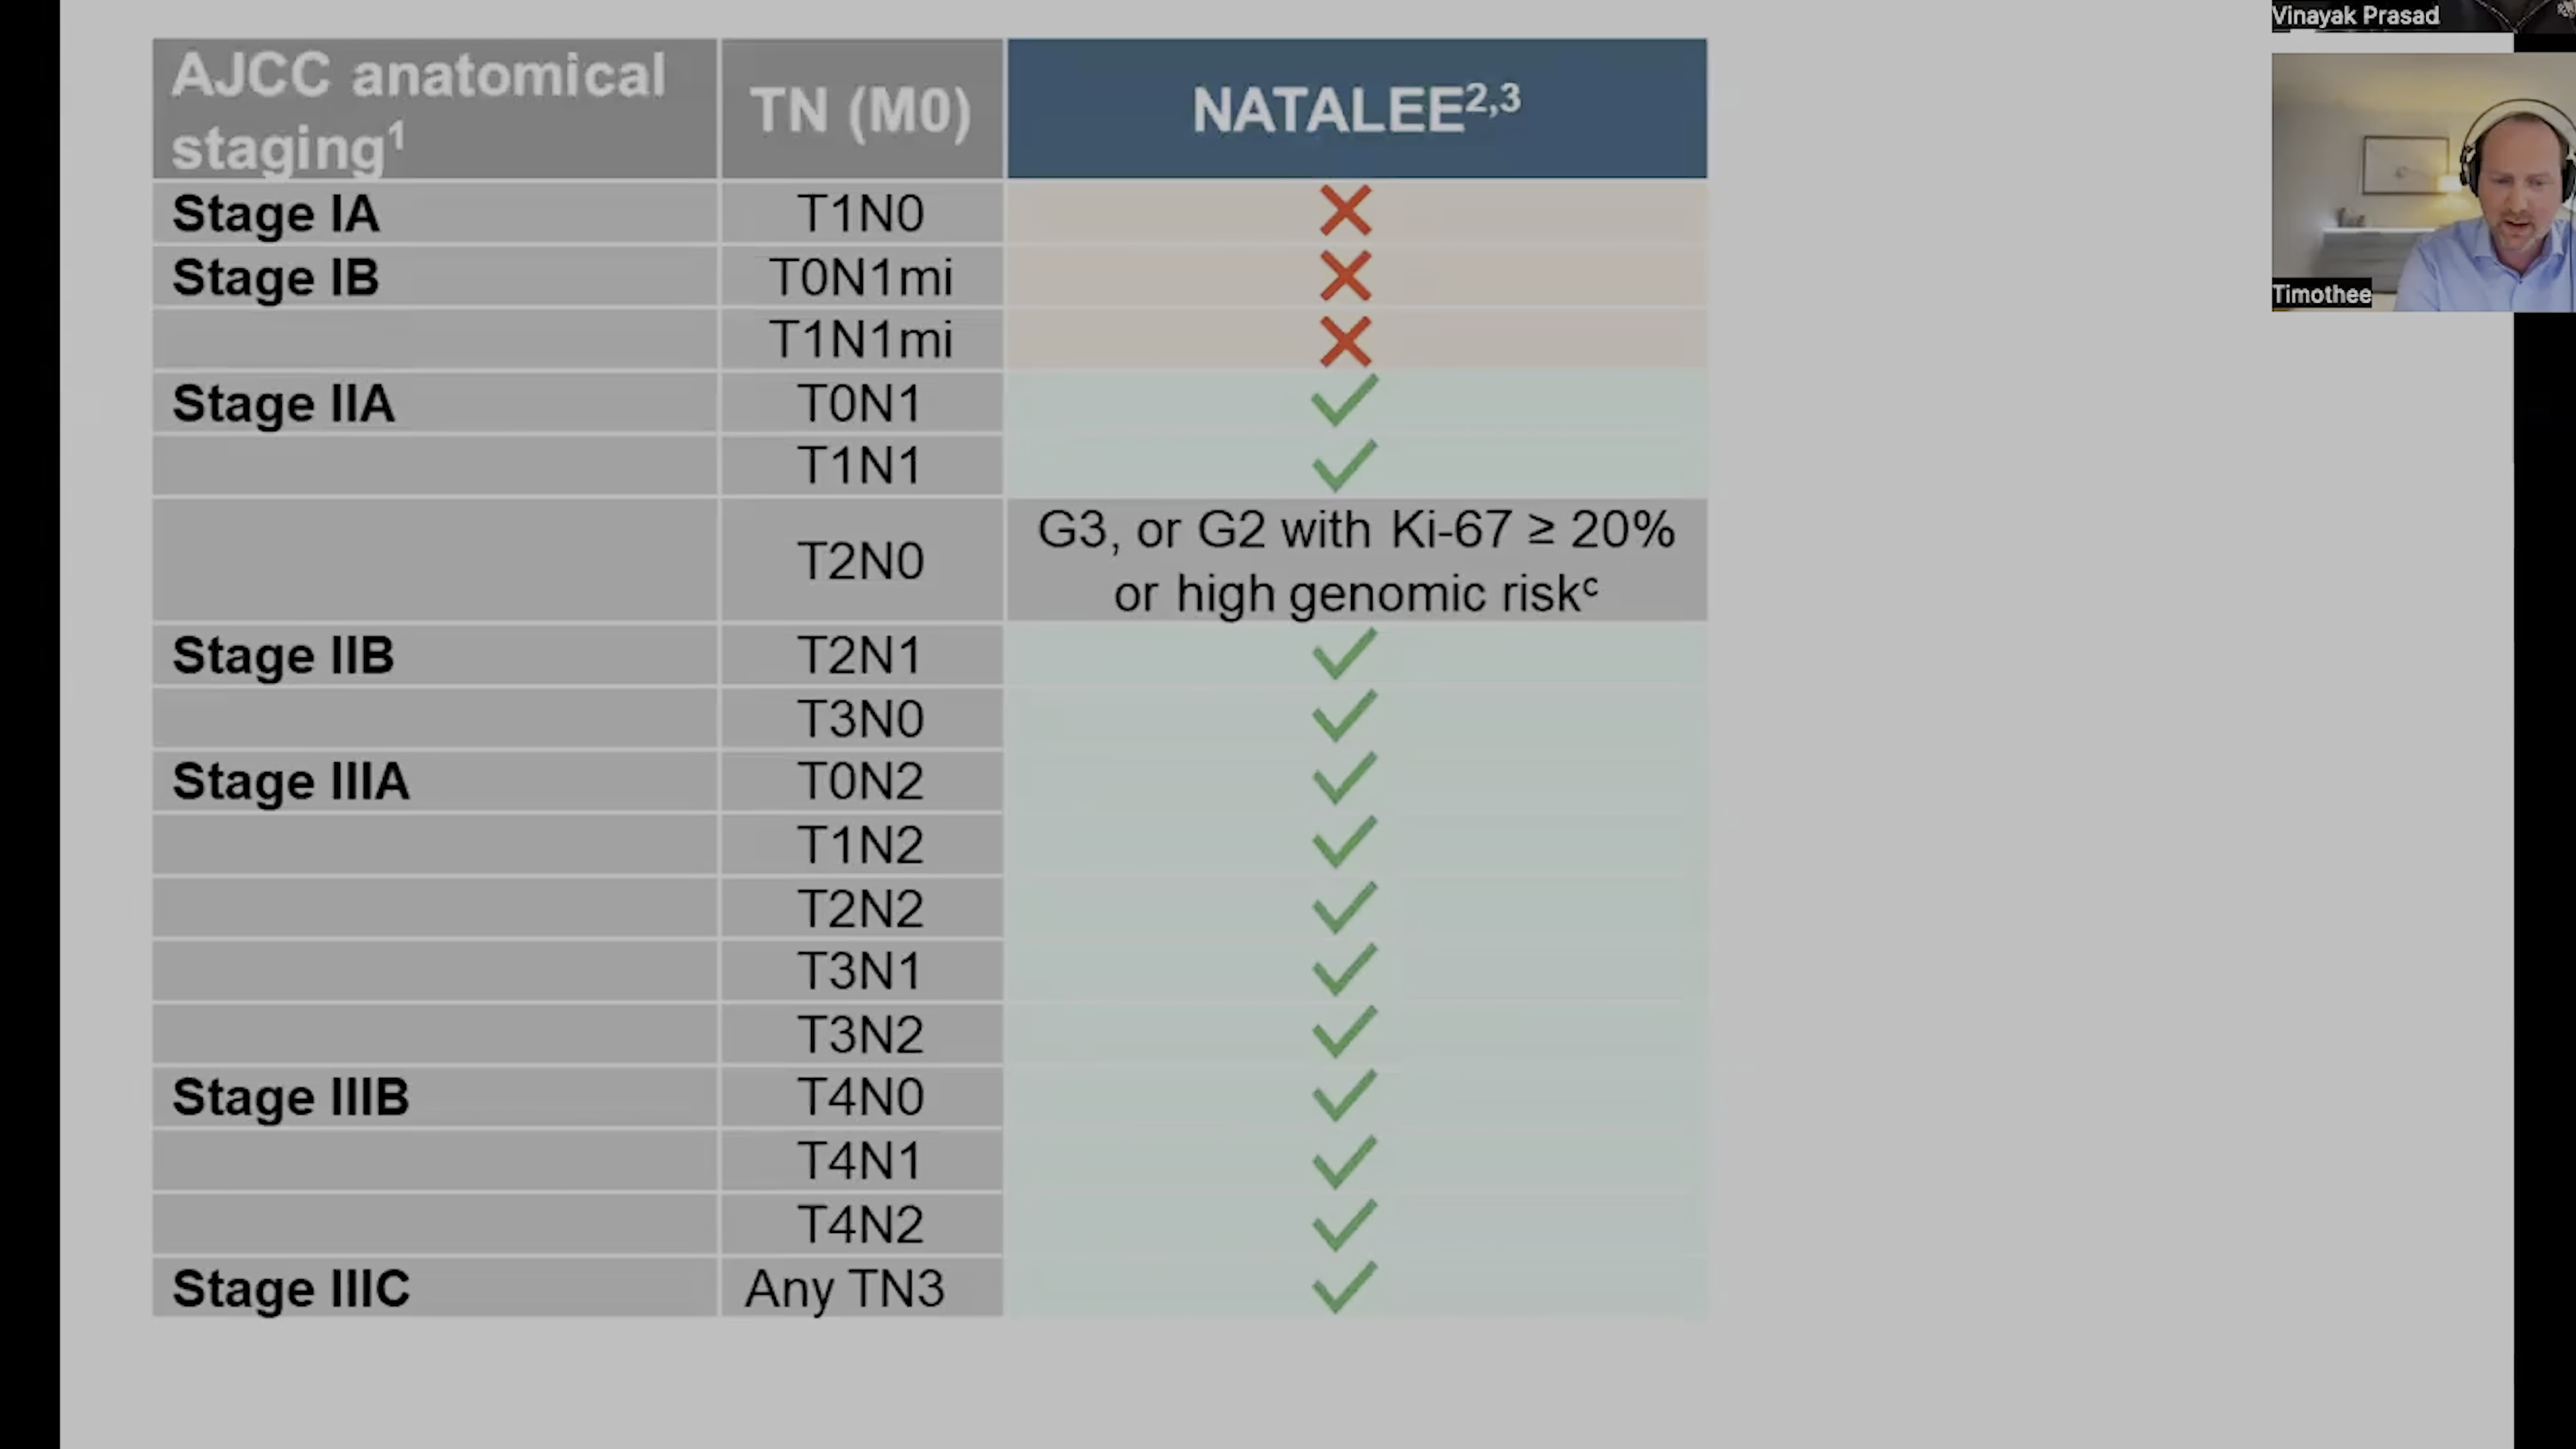 AJCC anatomical
staging¹
TN (M0)
NATALEE²,³
Stage IA
T1N0
Stage IB
T0N1mi
T1N1mi
Stage IIA
T0N1
T1N1
T2N0
G3, or G2 with Ki-67 ≥ 20%
or high genomic riskᶜ
Stage IIB
T2N1
T3N0
Stage IIIA
T0N2
T1N2
T2N2
T3N1
T3N2
Stage IIIB
T4N0
T4N1
T4N2
Stage IIIC
Any TN3
Vinayak Prasad
Timothee